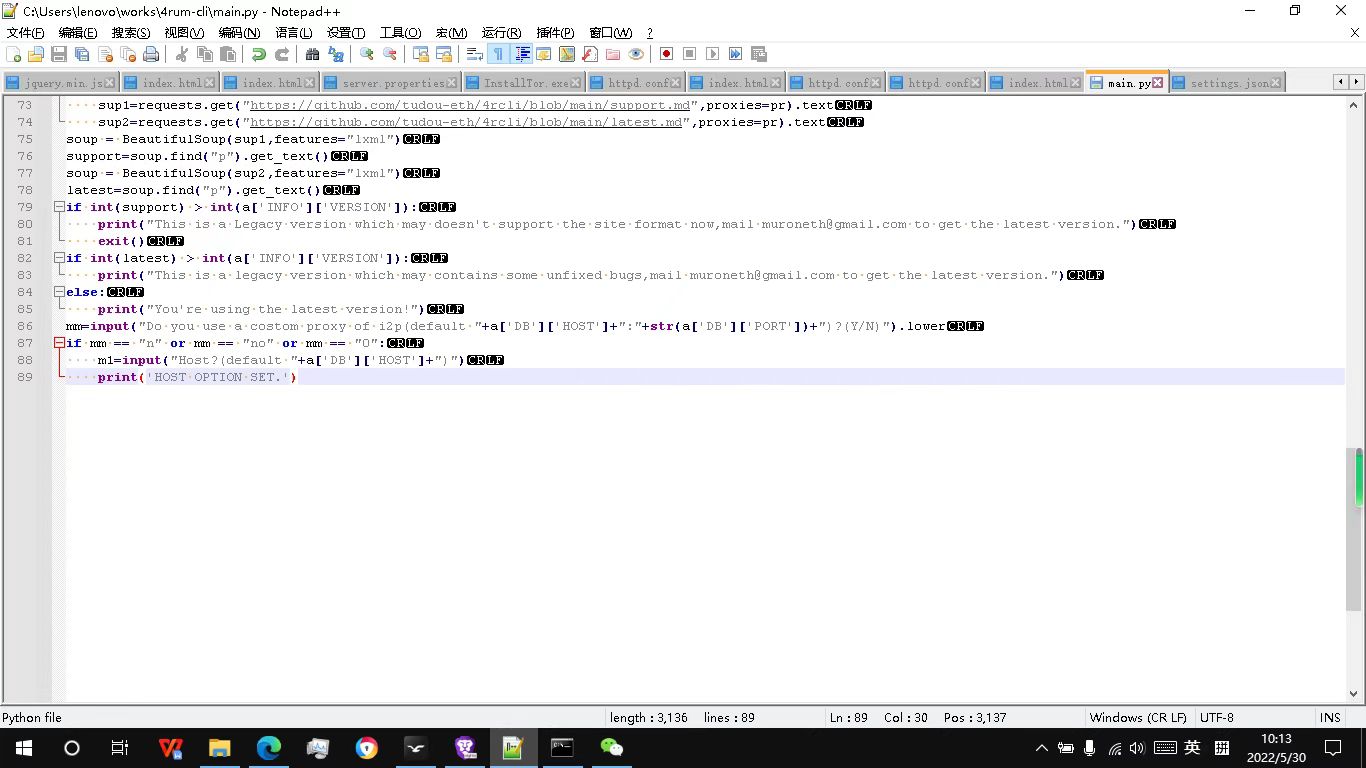 C:\Users\lenovo\works\4rum-cli\main.py - Notepad++
文件(F) 编辑(E) 搜索(S) 视图(V) 编码(N) 语言(L) 设置(T) 工具(O) 宏(M) 运行(R) 插件(P) 窗口(W) ?
jquery.min.js index.html index.html server.properties InstallTor.exe httpd.conf index.html httpd.conf httpd.conf index.html main.py settings.json
73 sup1=requests.get("https://github.com/tudou-eth/4rcli/blob/main/support.md",proxies=pr).textCRLF
74 sup2=requests.get("https://github.com/tudou-eth/4rcli/blob/main/latest.md",proxies=pr).textCRLF
75 soup = BeautifulSoup(sup1,features="lxml")CRLF
76 support=soup.find("p").get_text()CRLF
77 soup = BeautifulSoup(sup2,features="lxml")CRLF
78 latest=soup.find("p").get_text()CRLF
79 if int(support) > int(a['INFO']['VERSION']):CRLF
80 print("This is a Legacy version which may doesn't support the site format now,mail muroneth@gmail.com to get the latest version.")CRLF
81 exit()CRLF
82 if int(latest) > int(a['INFO']['VERSION']):CRLF
83 print("This is a legacy version which may contains some unfixed bugs,mail muroneth@gmail.com to get the latest version.")CRLF
84 else:CRLF
85 print("You're using the latest version!")CRLF
86 mm=input("Do you use a costom proxy of i2p(default "+a['DB']['HOST']+":"+str(a['DB']['PORT'])+")?(Y/N)").lowerCRLF
87 if mm == "n" or mm == "no" or mm == "0":CRLF
88 m1=input("Host?(default "+a['DB']['HOST']+")")CRLF
89 print('HOST OPTION SET.')
Python file length : 3,136 lines : 89 Ln : 89 Col : 30 Pos : 3,137 Windows (CR LF) UTF-8 INS
英 拼 10:13
2022/5/30